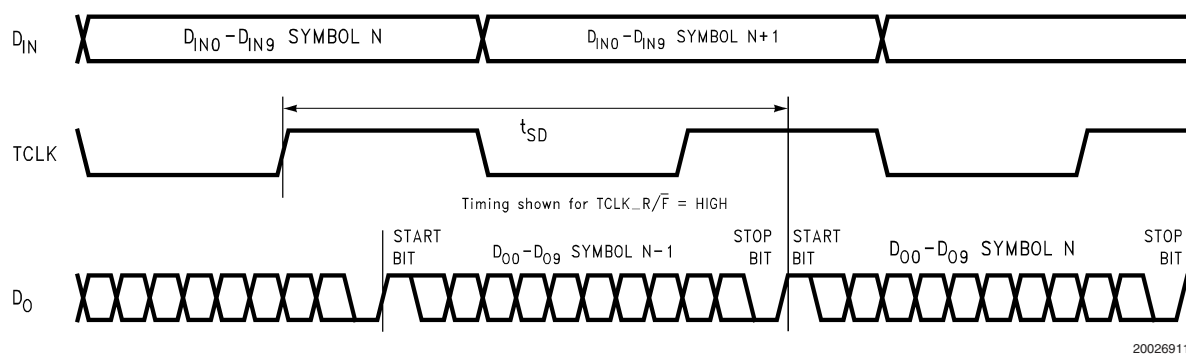 D_IN
D_IN0-D_IN9 SYMBOL N
D_IN0-D_IN9 SYMBOL N+1
t_SD
TCLK
Timing shown for TCLK_R/F̅ = HIGH
START BIT
D_O0-D_O9 SYMBOL N-1
STOP BIT
START BIT
D_O0-D_O9 SYMBOL N
STOP BIT
D_O
20026911